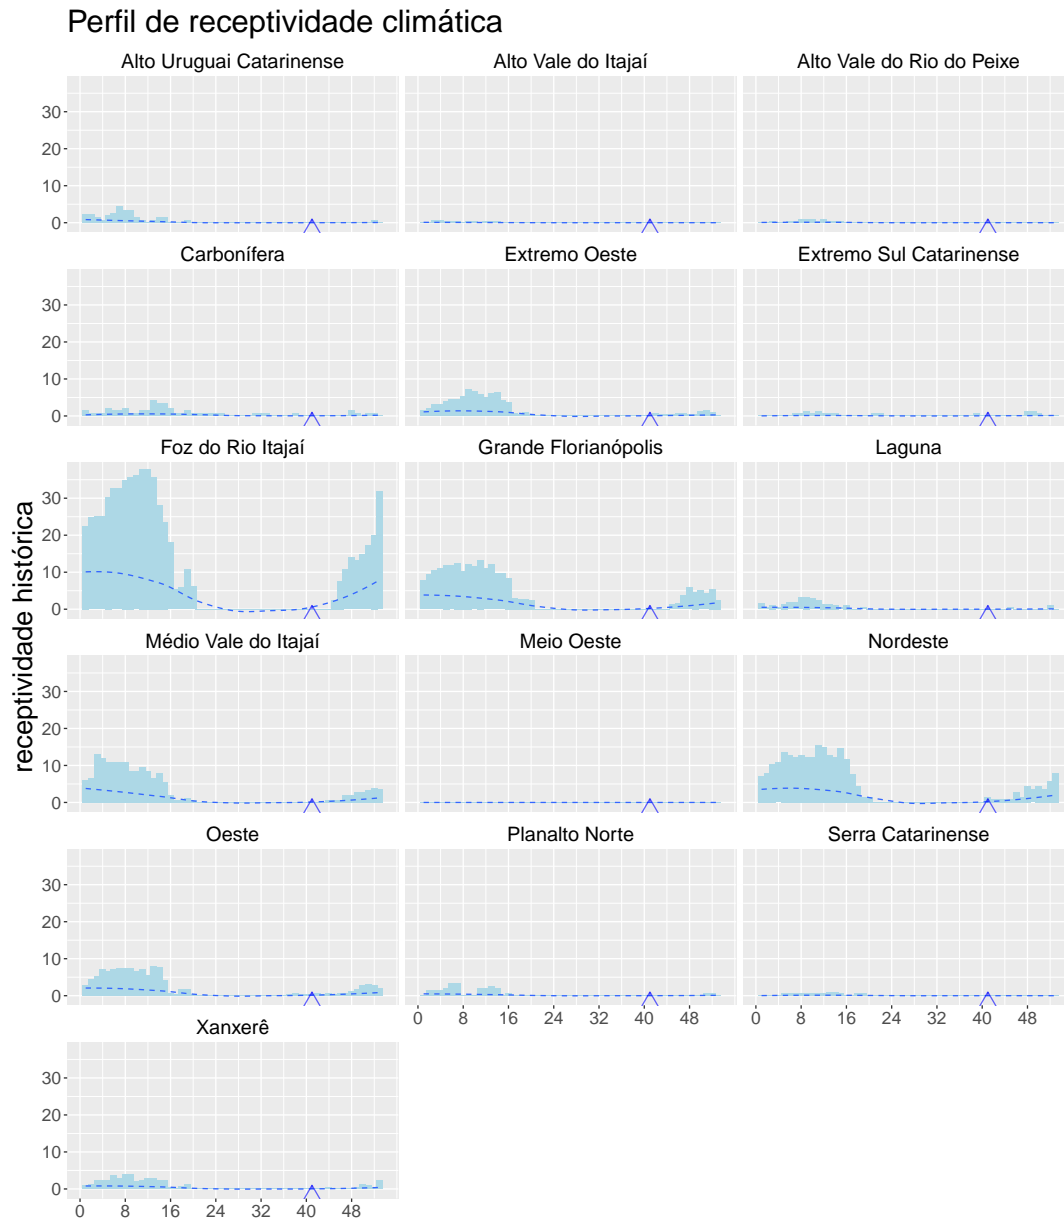 Perfil de receptividade climática
Alto Uruguai Catarinense
Alto Vale do Itajaí
Alto Vale do Rio do Peixe
30
20
10
0
Carbonífera
Extremo Oeste
Extremo Sul Catarinense
30
20
10
0
Foz do Rio Itajaí
Grande Florianópolis
Laguna
30
20
10
0
receptividade histórica
Médio Vale do Itajaí
Meio Oeste
Nordeste
30
20
10
0
Oeste
Planalto Norte
Serra Catarinense
30
20
10
0
0 8 16 24 32 40 48
0 8 16 24 32 40 48
Xanxerê
30
20
10
0
0 8 16 24 32 40 48